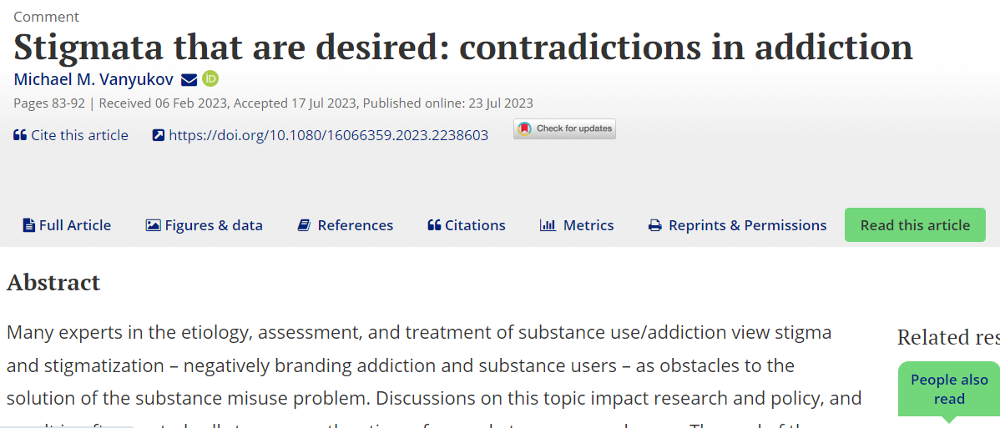 Comment
Stigmata that are desired: contradictions in addiction
Michael M. Vanyukov iD
Pages 83-92 | Received 06 Feb 2023, Accepted 17 Jul 2023, Published online: 23 Jul 2023
Cite this article https://doi.org/10.1080/16066359.2023.2238603 Check for updates
Full Article Figures & data References Citations Metrics Reprints & Permissions Read this article
Abstract
Many experts in the etiology, assessment, and treatment of substance use/addiction view stigma
and stigmatization – negatively branding addiction and substance users – as obstacles to the
solution of the substance misuse problem. Discussions on this topic impact research and policy, and
Related res
People also
read